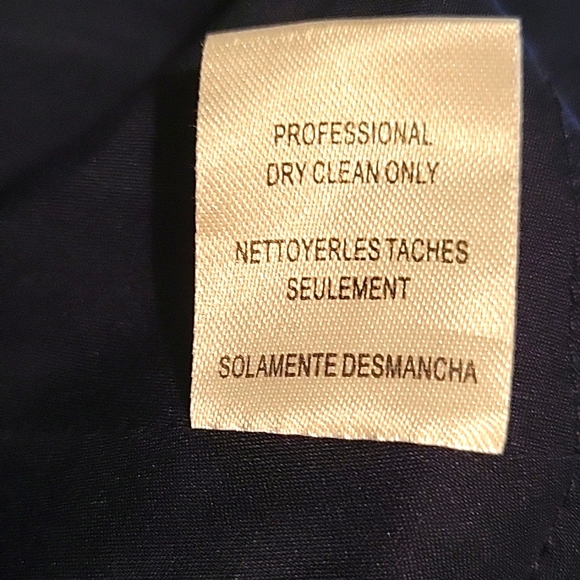 PROFESSIONAL
DRY CLEAN ONLY
NETTOYERLES TACHES
SEULEMENT
SOLAMENTE DESMANCHA